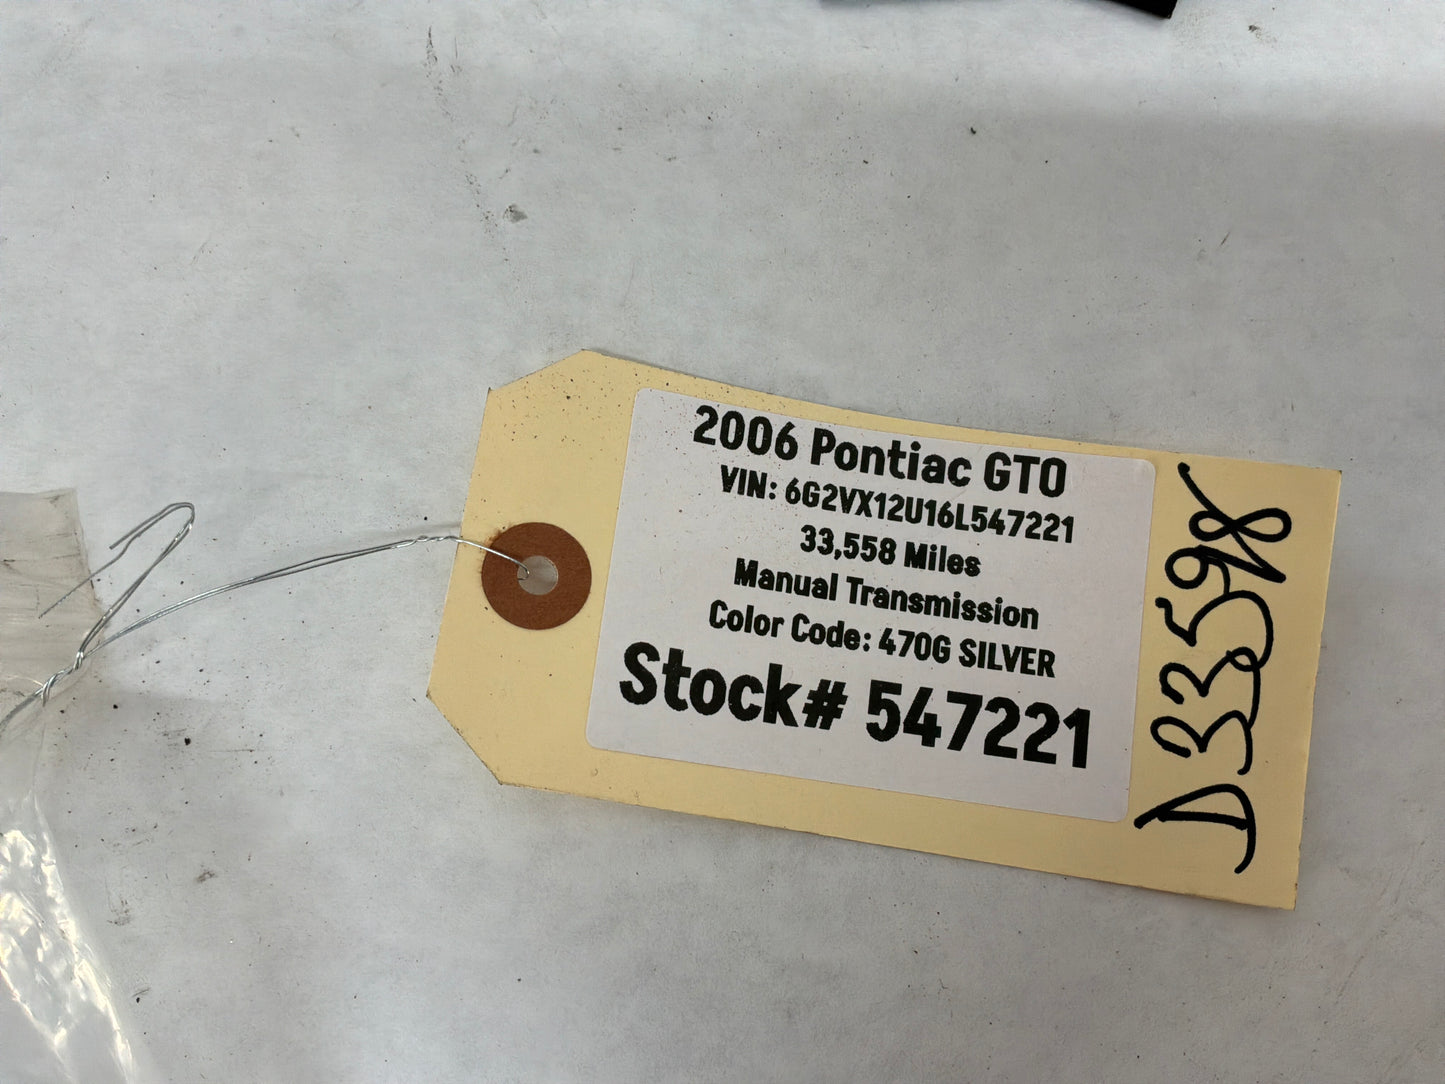 2006 Pontiac GTO
VIN: 6G2VX12U16L547221
33,558 Miles
Manual Transmission
Color Code: 470G SILVER
Stock# 547221
D33598